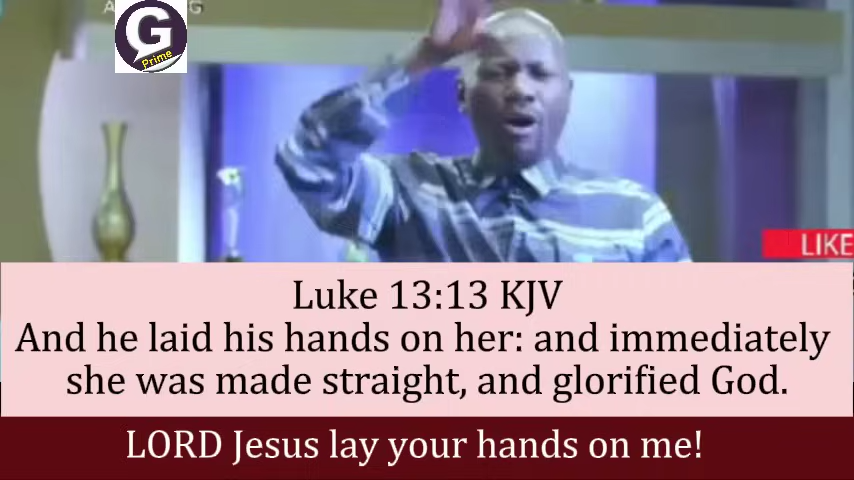 G
Prime
LIKE
Luke 13:13 KJV
And he laid his hands on her: and immediately
she was made straight, and glorified God.
LORD Jesus lay your hands on me!